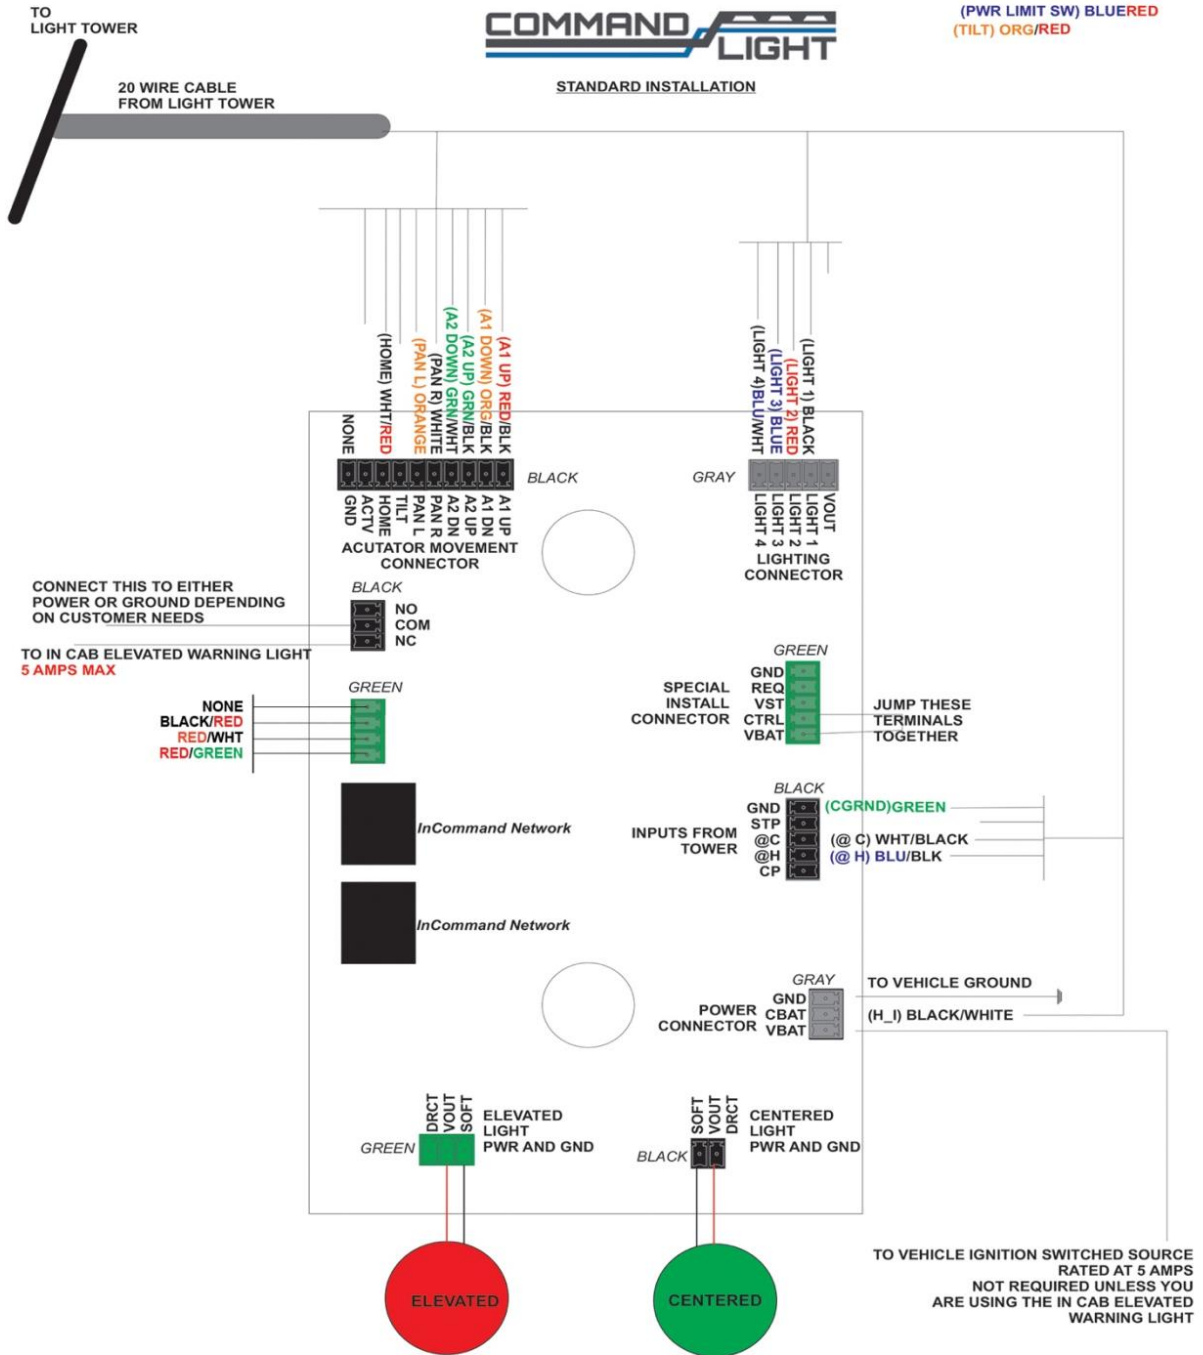 TO
LIGHT TOWER
COMMAND
LIGHT
(PWR LIMIT SW) BLUERED
(TILT) ORG/RED
STANDARD INSTALLATION
20 WIRE CABLE
FROM LIGHT TOWER
(HOME) WHT/RED
(PAN L) ORANGE
(PAN R) WHITE
(A2 DOWN) GRN/WHT
(A2 UP) GRN/BLK
(A1 DOWN) ORG/BLK
(A1 UP) RED/BLK
(LIGHT 4)BLU/WHT
(LIGHT 3) BLUE
(LIGHT 2) RED
(LIGHT 1) BLACK
NONE
BLACK
GRAY
GND
ACTV
HOME
TILT
PAN L
PAN R
A2 DN
A2 UP
A1 DN
A1 UP
ACUTATOR MOVEMENT
CONNECTOR
LIGHT 4
LIGHT 3
LIGHT 2
LIGHT 1
VOUT
LIGHTING
CONNECTOR
CONNECT THIS TO EITHER
POWER OR GROUND DEPENDING
ON CUSTOMER NEEDS
BLACK
NO
COM
NC
TO IN CAB ELEVATED WARNING LIGHT
5 AMPS MAX
GREEN
NONE
BLACK/RED
RED/WHT
RED/GREEN
GREEN
SPECIAL
INSTALL
CONNECTOR
GND
REQ
VST
CTRL
VBAT
JUMP THESE
TERMINALS
TOGETHER
InCommand Network
InCommand Network
BLACK
INPUTS FROM
TOWER
GND
STP
@C
@H
CP
(CGRND)GREEN
(@ C) WHT/BLACK
(@ H) BLU/BLK
GRAY
POWER
CONNECTOR
GND
CBAT
VBAT
TO VEHICLE GROUND
(H_I) BLACK/WHITE
DRCT
VOUT
SOFT
GREEN
ELEVATED
LIGHT
PWR AND GND
SOFT
VOUT
DRCT
BLACK
CENTERED
LIGHT
PWR AND GND
ELEVATED
CENTERED
TO VEHICLE IGNITION SWITCHED SOURCE
RATED AT 5 AMPS
NOT REQUIRED UNLESS YOU
ARE USING THE IN CAB ELEVATED
WARNING LIGHT